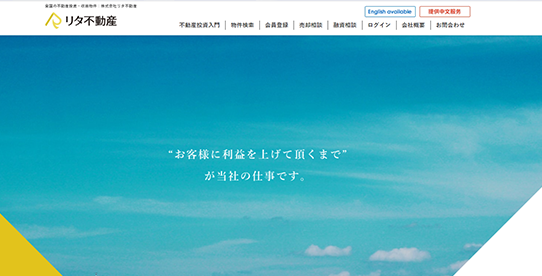 全国の不動産投資・収益物件｜株式会社リタ不動産
リタ不動産
English available
提供中文服务
不動産投資入門 物件検索 会員登録 売却相談 融資相談 ログイン 会社概要 お問合わせ
“お客様に利益を上げて頂くまで”
が当社の仕事です。